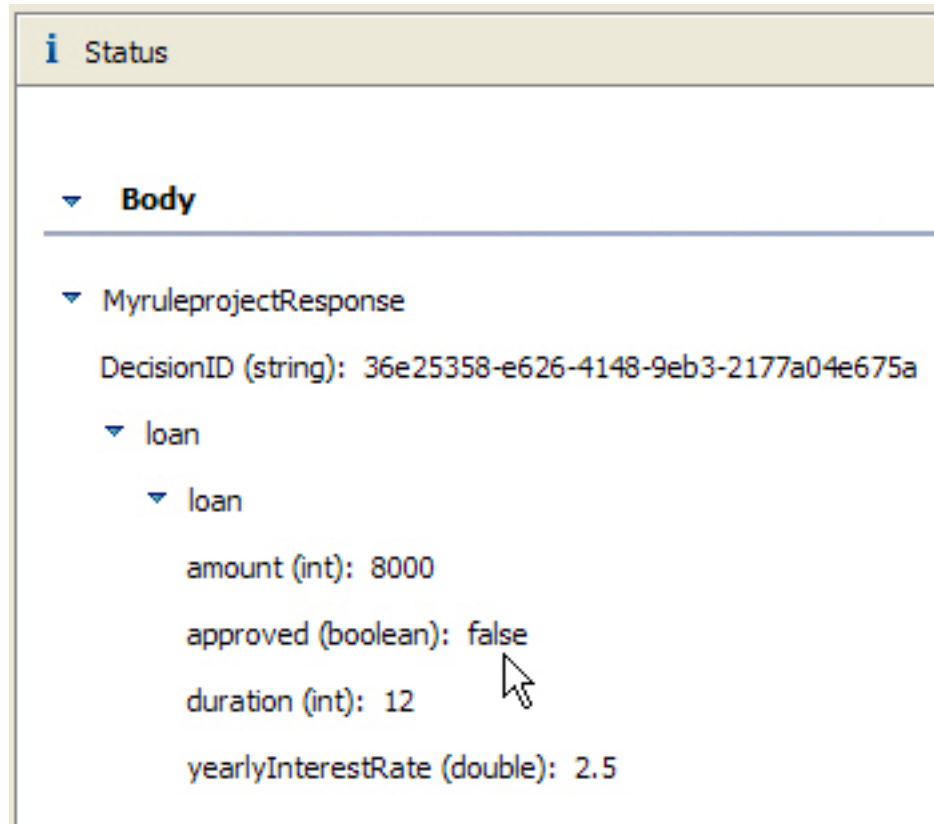 i Status
Body
MyruleprojectResponse
DecisionID (string): 36e25358-e626-4148-9eb3-2177a04e675a
loan
loan
amount (int): 8000
approved (boolean): false
duration (int): 12
yearlyInterestRate (double): 2.5